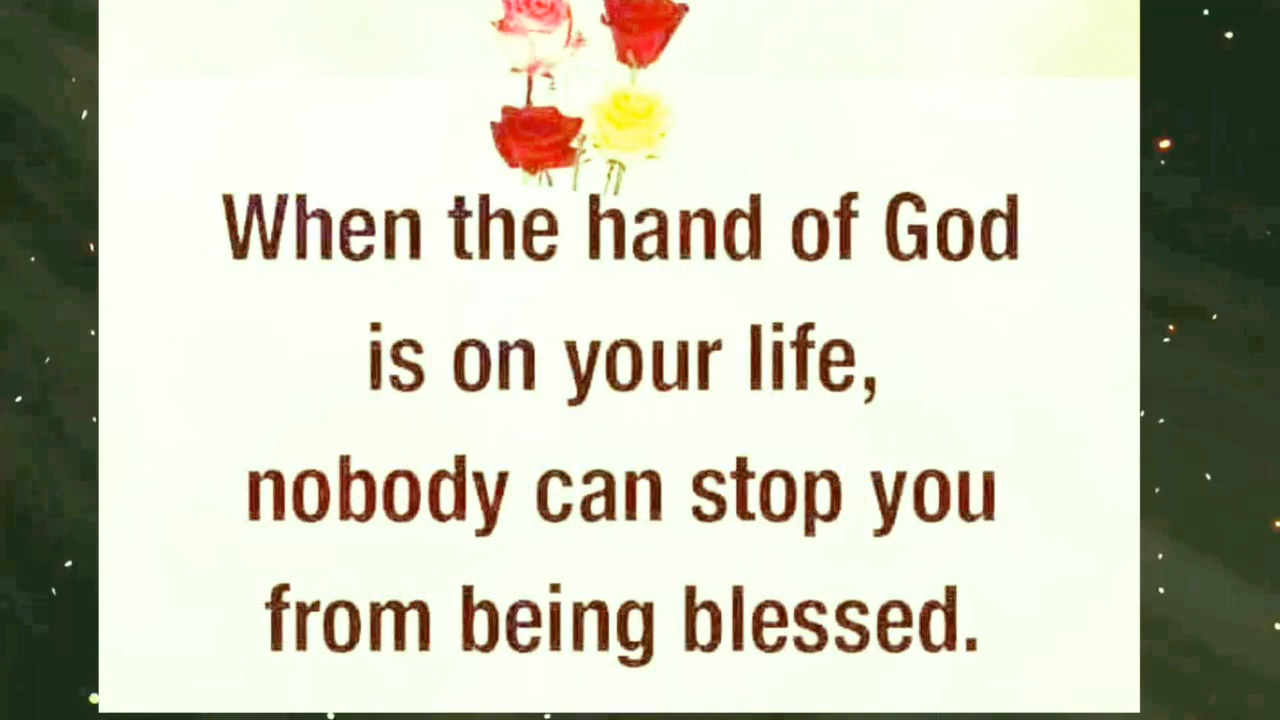 When the hand of God
is on your life,
nobody can stop you
from being blessed.